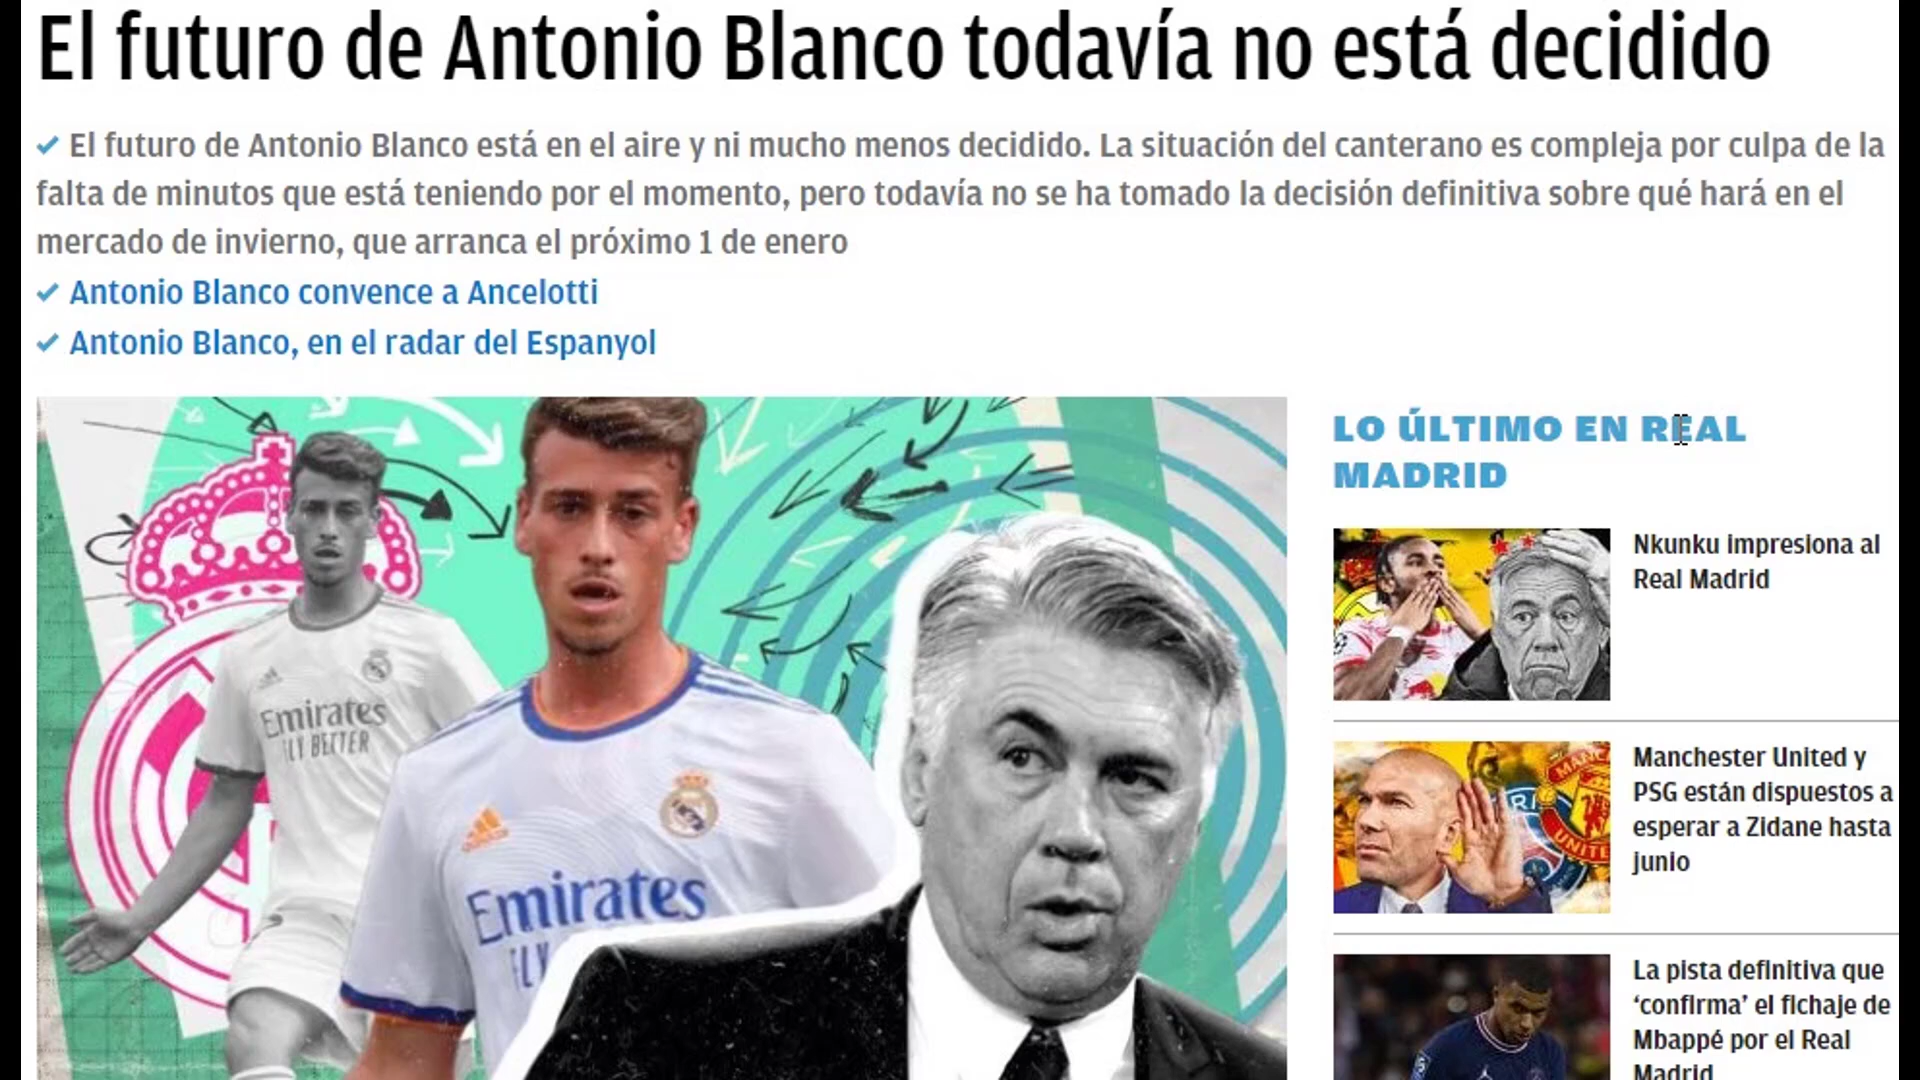 El futuro de Antonio Blanco todavía no está decidido
El futuro de Antonio Blanco está en el aire y ni mucho menos decidido. La situación del canterano es compleja por culpa de la
falta de minutos que está teniendo por el momento, pero todavía no se ha tomado la decisión definitiva sobre qué hará en el
mercado de invierno, que arranca el próximo 1 de enero
Antonio Blanco convence a Ancelotti
Antonio Blanco, en el radar del Espanyol
Emirates
FLY BETTER
Emirates
FLY
LO ÚLTIMO EN REAL
MADRID
Nkunku impresiona al
Real Madrid
Manchester United y
PSG están dispuestos a
esperar a Zidane hasta
junio
La pista definitiva que
‘confirma’ el fichaje de
Mbappé por el Real
Madrid